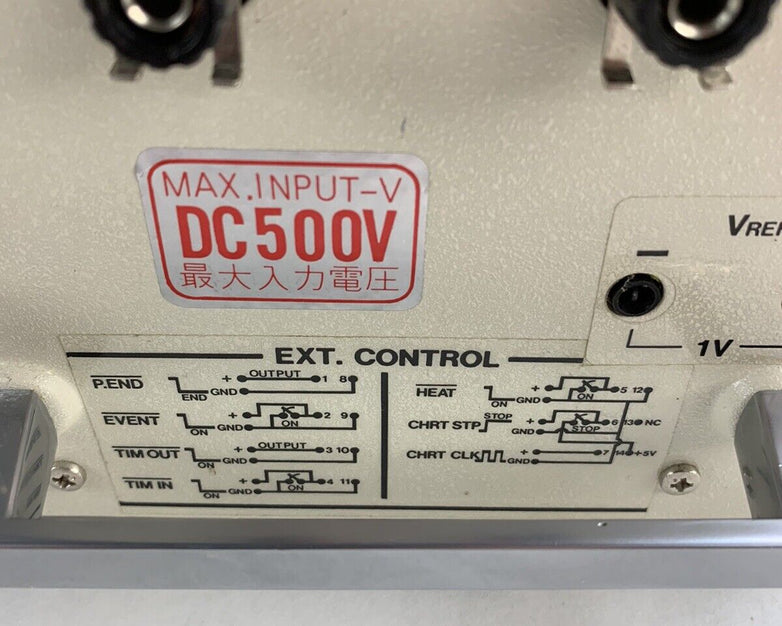 MAX.INPUT-V
DC500V
最大入力電圧
−
1V
EXT. CONTROL
P.END END + OUTPUT 1 8
GND
EVENT ON + ON 2 9
GND
TIM OUT ON + OUTPUT 3 10
GND
TIM IN ON + ON 4 11
GND
HEAT ON + ON 5 12
GND
CHRT STP STOP + STOP 6 13 NC
GND
CHRT CLK + 7 14 +5V
GND